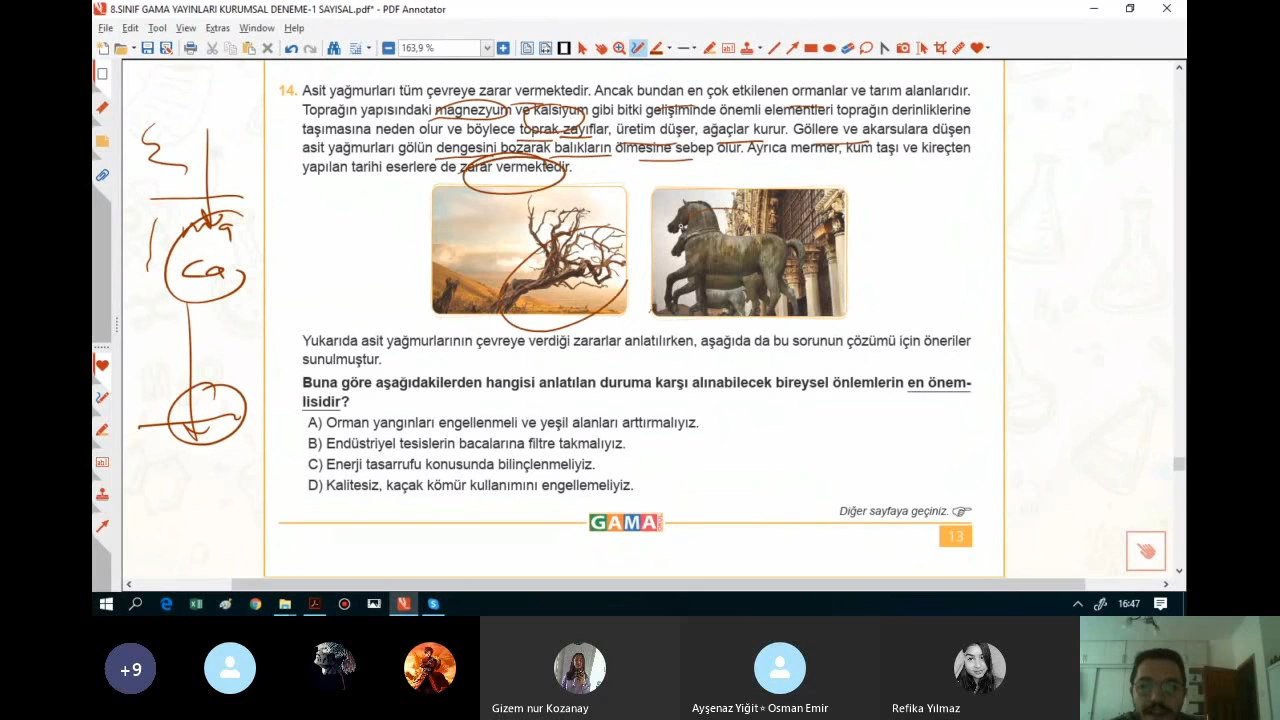 8.SINIF GAMA YAYINLARI KURUMSAL DENEME-1 SAYISAL.pdf* - PDF Annotator
File Edit Tool View Extras Window Help
163,9 %
14. Asit yağmurları tüm çevreye zarar vermektedir. Ancak bundan en çok etkilenen ormanlar ve tarım alanlarıdır.
Toprağın yapısındaki magnezyum ve kalsiyum gibi bitki gelişiminde önemli elementleri toprağın derinliklerine
taşımasına neden olur ve böylece toprak zayıflar, üretim düşer, ağaçlar kurur. Göllere ve akarsulara düşen
asit yağmurları gölün dengesini bozarak balıkların ölmesine sebep olur. Ayrıca mermer, kum taşı ve kireçten
yapılan tarihi eserlere de zarar vermektedir.
Mg
Ca
Yukarıda asit yağmurlarının çevreye verdiği zararlar anlatılırken, aşağıda da bu sorunun çözümü için öneriler
sunulmuştur.
Buna göre aşağıdakilerden hangisi anlatılan duruma karşı alınabilecek bireysel önlemlerin en önem-
lisidir?
A) Orman yangınları engellenmeli ve yeşil alanları arttırmalıyız.
B) Endüstriyel tesislerin bacalarına filtre takmalıyız.
C) Enerji tasarrufu konusunda bilinçlenmeliyiz.
D) Kalitesiz, kaçak kömür kullanımını engellemeliyiz.
Diğer sayfaya geçiniz.
GAMA
13
16:47
+9
Gizem nur Kozanay
Ayşenaz Yiğit⭐Osman Emir
Refika Yılmaz